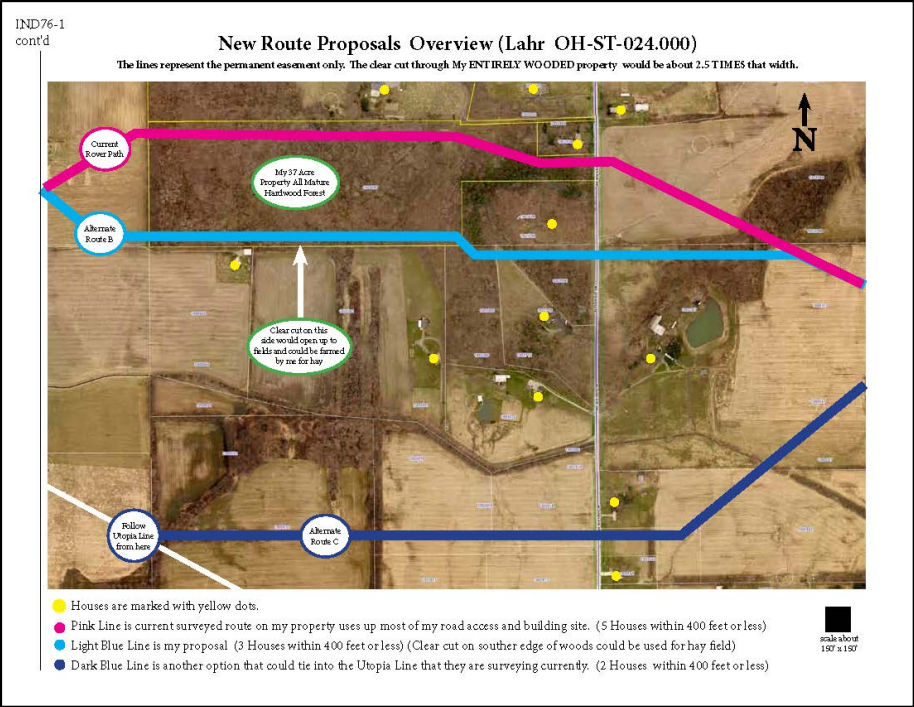 IND76-1
cont'd
New Route Proposals Overview (Lahr OH-ST-024.000)
The lines represent the permanent easement only. The clear cut through My ENTIRELY WOODED property would be about 2.5 TIMES that width.
Current
Rover Path
N
My 37 Acre
Property All Mature
Hardwood Forest
Alternate
Route B
Clear cut on this
side would open up to
fields and could be farmed
by me for hay
Follow
Utopia Line
from here
Alternate
Route C
Houses are marked with yellow dots.
Pink Line is current surveyed route on my property uses up most of my road access and building site. (5 Houses within 400 feet or less)
Light Blue Line is my proposal (3 Houses within 400 feet or less) (Clear cut on souther edge of woods could be used for hay field)
Dark Blue Line is another option that could tie into the Utopia Line that they are surveying currently. (2 Houses within 400 feet or less)
scale about
150' x 150'